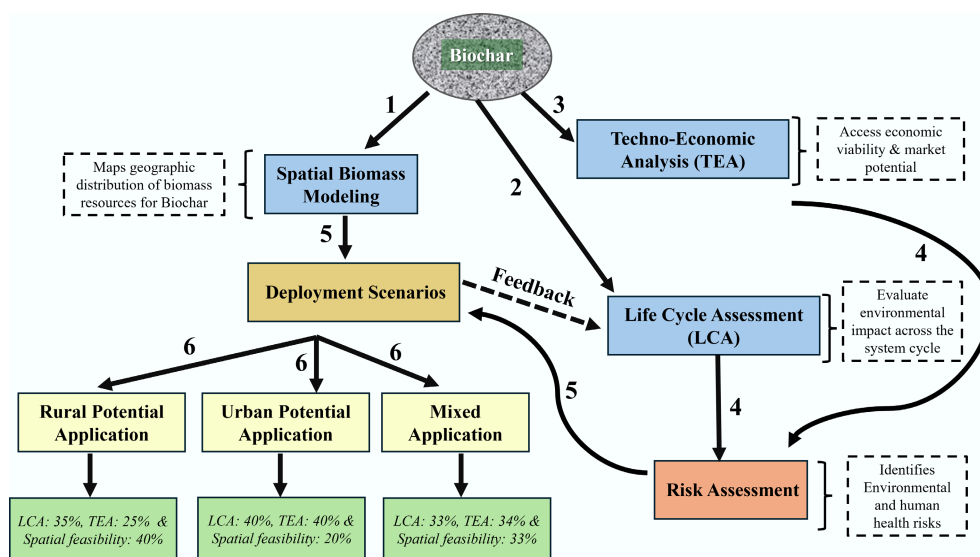 Biochar
1
3
2
Techno-Economic
Analysis (TEA)
Access economic
viability & market
potential
Maps geographic
distribution of biomass
resources for Biochar
Spatial Biomass
Modeling
5
4
Deployment Scenarios
Feedback
Life Cycle Assessment
(LCA)
Evaluate
environmental
impact across the
system cycle
6
6
6
5
4
Rural Potential
Application
Urban Potential
Application
Mixed
Application
Risk Assessment
Identifies
Environmental
and human
health risks
LCA: 35%, TEA: 25% &
Spatial feasibility: 40%
LCA: 40%, TEA: 40% &
Spatial feasibility: 20%
LCA: 33%, TEA: 34% &
Spatial feasibility: 33%